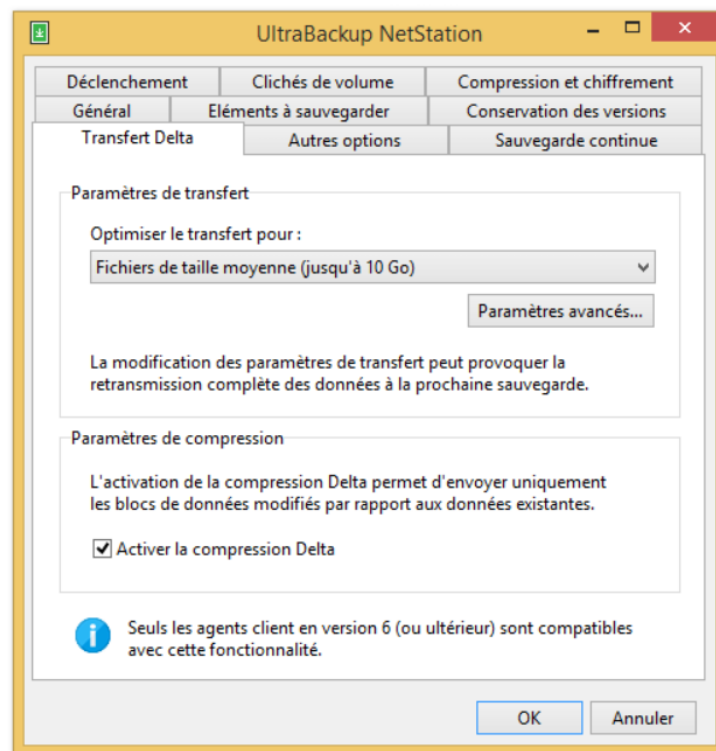 UltraBackup NetStation
Déclenchement
Clichés de volume
Compression et chiffrement
Général
Eléments à sauvegarder
Conservation des versions
Transfert Delta
Autres options
Sauvegarde continue
Paramètres de transfert
Optimiser le transfert pour :
Fichiers de taille moyenne (jusqu'à 10 Go)
Paramètres avancés...
La modification des paramètres de transfert peut provoquer la
retransmission complète des données à la prochaine sauvegarde.
Paramètres de compression
L'activation de la compression Delta permet d'envoyer uniquement
les blocs de données modifiés par rapport aux données existantes.
Activer la compression Delta
Seuls les agents client en version 6 (ou ultérieur) sont compatibles
avec cette fonctionnalité.
OK
Annuler